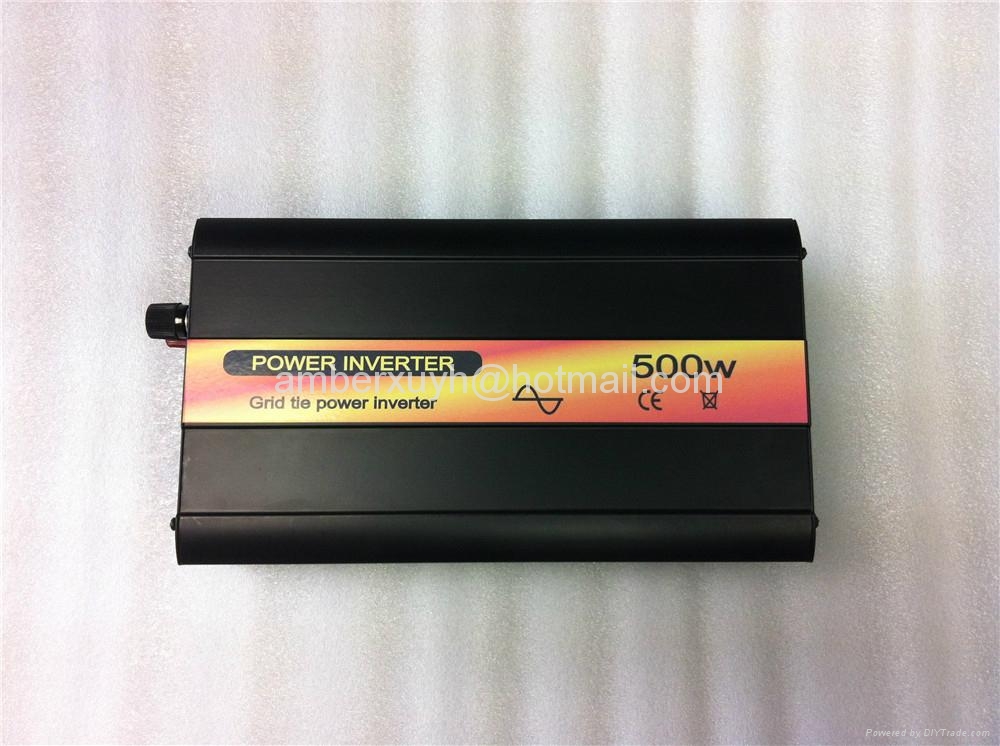 POWER INVERTER
500w
amberxuyh@hotmail.com
Grid tie power inverter
CE
Powered by DIYTrade.com